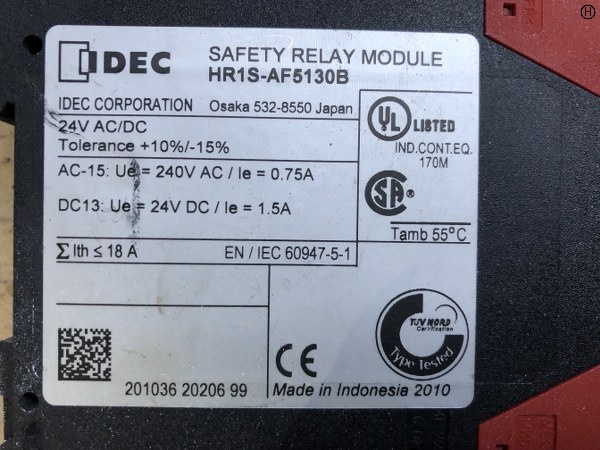 IDEC
SAFETY RELAY MODULE
HR1S-AF5130B
IDEC CORPORATION Osaka 532-8550 Japan
24V AC/DC
Tolerance +10%/-15%
AC-15: Ue = 240V AC / Ie = 0.75A
DC13: Ue = 24V DC / Ie = 1.5A
UL LISTED
IND.CONT.EQ.
170M
SA ®
Tamb 55°C
∑ Ith ≤ 18 A EN / IEC 60947-5-1
TÜV NORD
Certification
Type Tested
CE
201036 20206 99
Made in Indonesia 2010
H